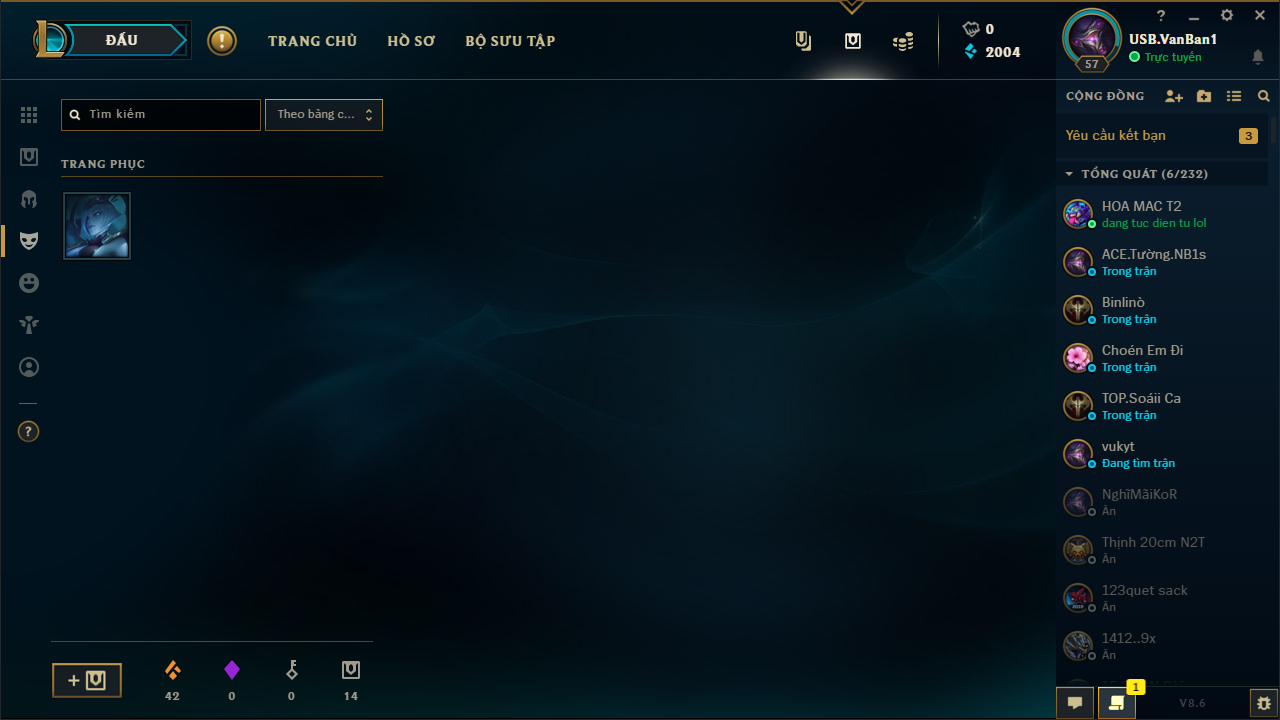 ĐẤU
TRANG CHỦ
HỒ SƠ
BỘ SƯU TẬP
0
2004
57
USB.VanBan1
Trực tuyến
Tìm kiếm
Theo bảng c...
TRANG PHỤC
42
0
0
14
CỘNG ĐỒNG
Yêu cầu kết bạn
3
TỔNG QUÁT (6/232)
HOA MAC T2
dang tuc dien tu lol
ACE.Tường.NB1s
Trong trận
Binlinò
Trong trận
Choén Em Đi
Trong trận
TOP.Soáii Ca
Trong trận
vukyt
Đang tìm trận
NghĩMãiKoR
Ẩn
Thịnh 20cm N2T
Ẩn
123quet sack
Ẩn
1412..9x
Ẩn
1
V8.6